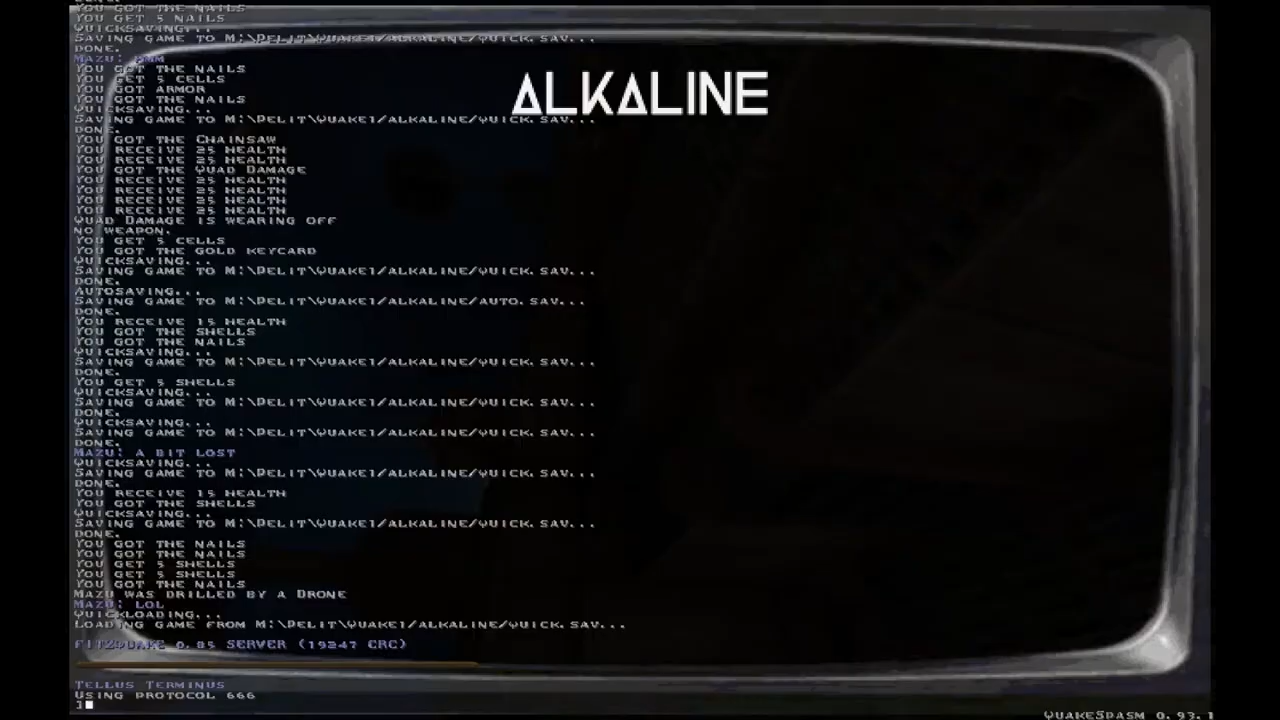 YOU GOT THE NAILS
YOU GET 5 NAILS
QUICKSAVING...
SAVING GAME TO M:\PELIT\QUAKE1/ALKALINE/QUICK.SAV...
DONE.
MAZU:
YOU GOT THE NAILS
YOU GET 5 CELLS
YOU GOT ARMOR
YOU GOT THE NAILS
QUICKSAVING...
ALKALINE
SAVING GAME TO M:\PELIT\QUAKE1/ALKALINE/QUICK.SAV...
DONE.
YOU GOT THE CHAINSAW
YOU RECEIVE 25 HEALTH
YOU RECEIVE 25 HEALTH
YOU GOT THE QUAD DAMAGE
YOU RECEIVE 25 HEALTH
YOU RECEIVE 25 HEALTH
YOU RECEIVE 25 HEALTH
YOU RECEIVE 25 HEALTH
QUAD DAMAGE IS WEARING OFF
NO WEAPON.
YOU GET 5 CELLS
YOU GOT THE GOLD KEYCARD
QUICKSAVING...
SAVING GAME TO M:\PELIT\QUAKE1/ALKALINE/QUICK.SAV...
DONE.
AUTOSAVING...
SAVING GAME TO M:\PELIT\QUAKE1/ALKALINE/AUTO.SAV...
DONE.
YOU RECEIVE 15 HEALTH
YOU GOT THE SHELLS
YOU GOT THE NAILS
QUICKSAVING...
SAVING GAME TO M:\PELIT\QUAKE1/ALKALINE/QUICK.SAV...
DONE.
YOU GET 5 SHELLS
QUICKSAVING...
SAVING GAME TO M:\PELIT\QUAKE1/ALKALINE/QUICK.SAV...
DONE.
QUICKSAVING...
SAVING GAME TO M:\PELIT\QUAKE1/ALKALINE/QUICK.SAV...
DONE.
MAZU: A BIT LOST
QUICKSAVING...
SAVING GAME TO M:\PELIT\QUAKE1/ALKALINE/QUICK.SAV...
DONE.
YOU RECEIVE 15 HEALTH
YOU GOT THE SHELLS
QUICKSAVING...
SAVING GAME TO M:\PELIT\QUAKE1/ALKALINE/QUICK.SAV...
DONE.
YOU GOT THE NAILS
YOU GOT THE NAILS
YOU GET 5 SHELLS
YOU GET 5 SHELLS
YOU GOT THE NAILS
MAZU WAS DRILLED BY A DRONE
MAZU: LOL
QUICKLOADING...
LOADING GAME FROM M:\PELIT\QUAKE1/ALKALINE/QUICK.SAV...
FITZQUAKE 0.85 SERVER (19247 CRC)
TELLUS TERMINUS
USING PROTOCOL 666
]
QUAKESPASM 0.93.1